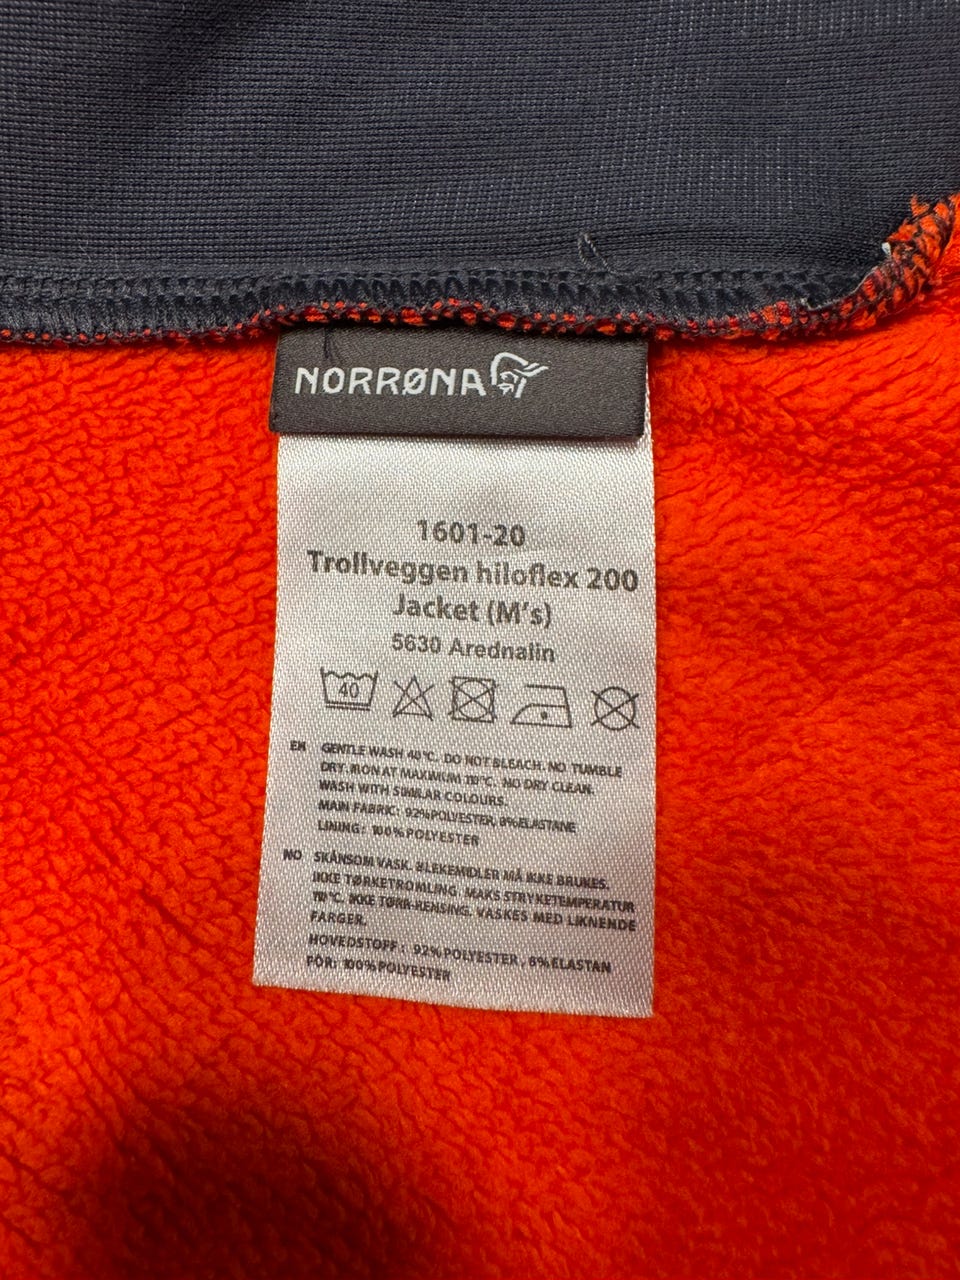 NORRØNA
1601-20
Trollveggen hiloflex 200
Jacket (M's)
5630 Arednalin
40
EN GENTLE WASH 40°C. DO NOT BLEACH. NO TUMBLE
DRY. IRON AT MAXIMUM 110°C. NO DRY CLEAN.
WASH WITH SIMILAR COLOURS.
MAIN FABRIC: 92%POLYESTER, 8%ELASTANE
LINING: 100%POLYESTER
NO SKÅNSOM VASK. BLEKEMIDLER MÅ IKKE BRUKES.
IKKE TØRKETROMLING. MAKS STRYKETEMPERATUR
110°C. IKKE TØRR-RENSING. VASKES MED LIKNENDE
FARGER.
HOVEDSTOFF: 92%POLYESTER, 8%ELASTAN
FÓR: 100%POLYESTER